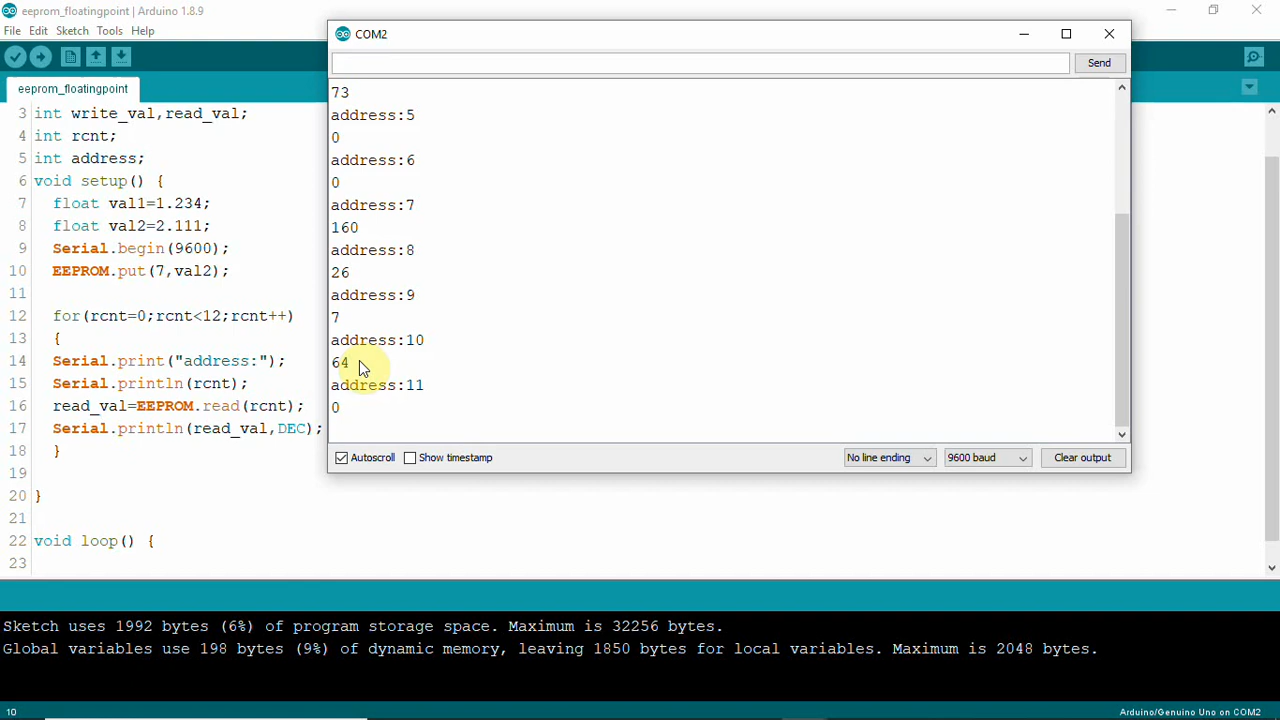 eeprom_floatingpoint | Arduino 1.8.9
File Edit Sketch Tools Help
eeprom_floatingpoint
3 int write_val,read_val;
4 int rcnt;
5 int address;
6 void setup() {
7 float val1=1.234;
8 float val2=2.111;
9 Serial.begin(9600);
10 EEPROM.put(7,val2);
11
12 for(rcnt=0;rcnt<12;rcnt++)
13 {
14 Serial.print("address:");
15 Serial.println(rcnt);
16 read_val=EEPROM.read(rcnt);
17 Serial.println(read_val,DEC);
18 }
19
20 }
21
22 void loop() {
23
COM2
Send
73
address:5
0
address:6
0
address:7
160
address:8
26
address:9
7
address:10
64
address:11
0
Autoscroll Show timestamp No line ending 9600 baud Clear output
Sketch uses 1992 bytes (6%) of program storage space. Maximum is 32256 bytes.
Global variables use 198 bytes (9%) of dynamic memory, leaving 1850 bytes for local variables. Maximum is 2048 bytes.
10 Arduino/Genuino Uno on COM2